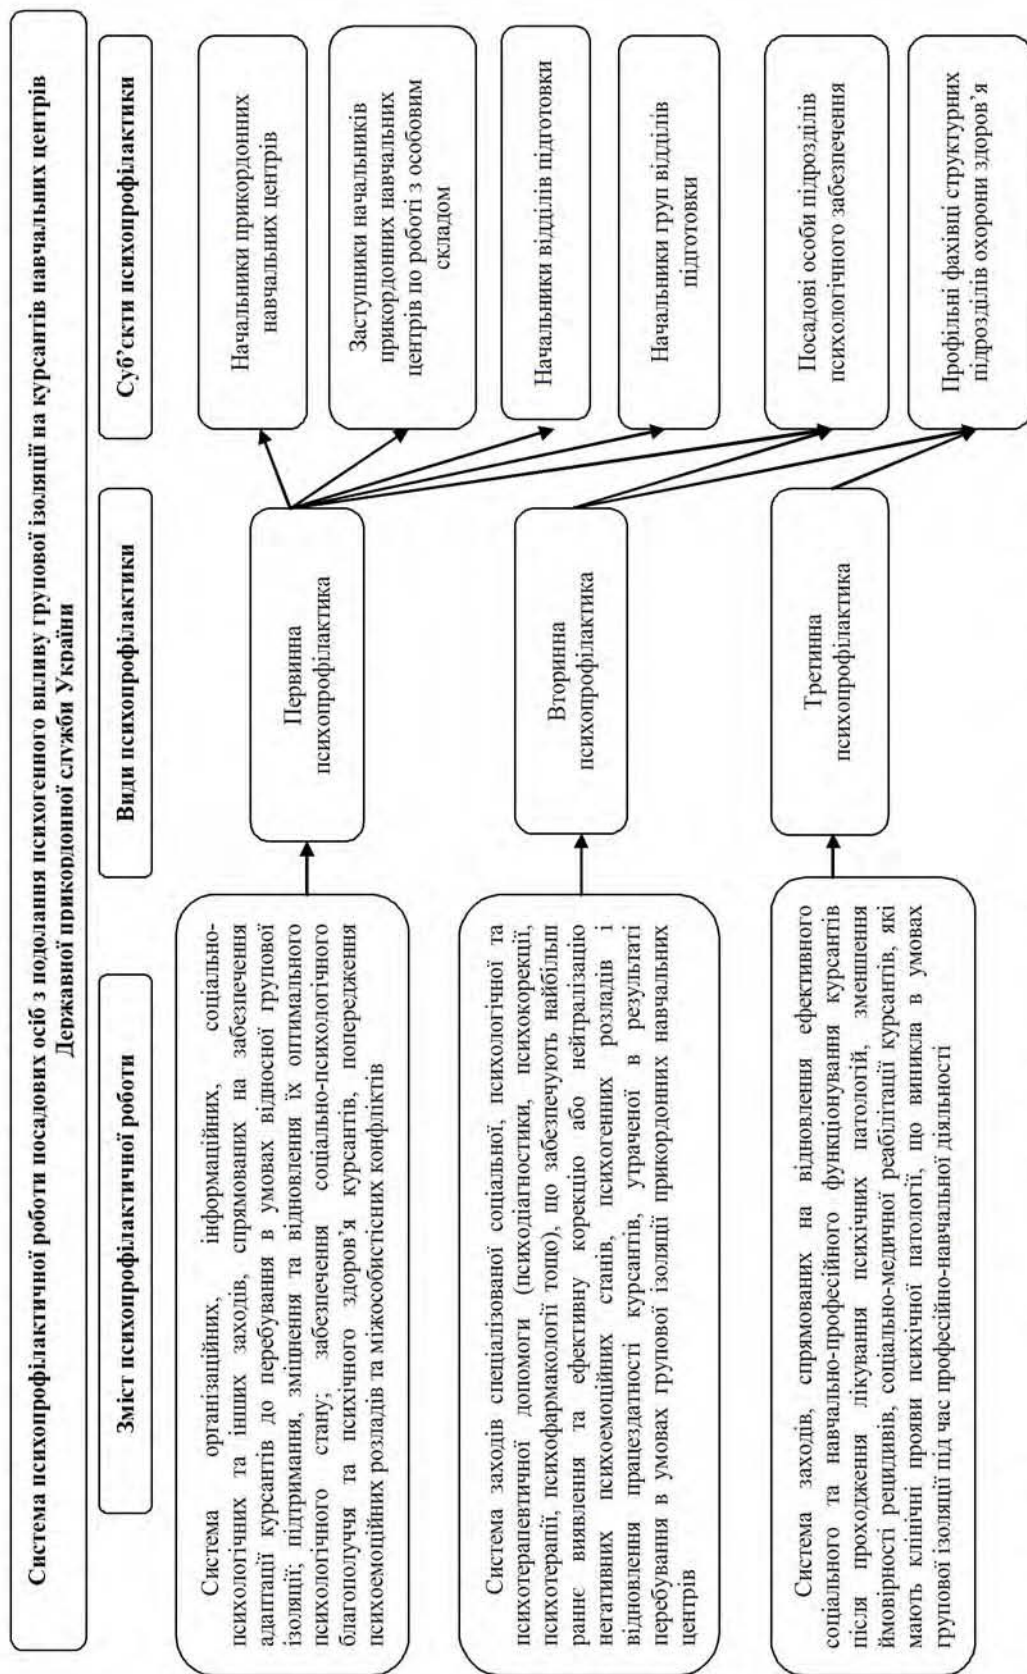 Система психопрофілактичної роботи посадових осіб з подолання психогенного впливу групової ізоляції на курсантів навчальних центрів
Державної прикордонної служби України
Зміст психопрофілактичної роботи
Види психопрофілактики
Суб’єкти психопрофілактики
Система організаційних, інформаційних, соціально-
психологічних та інших заходів, спрямованих на забезпечення
адаптації курсантів до перебування в умовах відносної групової
ізоляції; підтримання, зміцнення та відновлення їх оптимального
психологічного стану; забезпечення соціально-психологічного
благополуччя та психічного здоров’я курсантів, попередження
психоемоційних розладів та міжособистісних конфліктів
Первинна
психопрофілактика
Начальники прикордонних
навчальних центрів
Заступники начальників
прикордонних навчальних
центрів по роботі з особовим
складом
Начальники відділів підготовки
Начальники груп відділів
підготовки
Система заходів спеціалізованої соціальної, психологічної та
психотерапевтичної допомоги (психодіагностики, психокорекції,
психотерапії, психофармакології тощо), що забезпечують найбільш
раннє виявлення та ефективну корекцію або нейтралізацію
негативних психоемоційних станів, психогенних розладів і
відновлення працездатності курсантів, утраченої в результаті
перебування в умовах групової ізоляції прикордонних навчальних
центрів
Вторинна
психопрофілактика
Посадові особи підрозділів
психологічного забезпечення
Система заходів, спрямованих на відновлення ефективного
соціального та навчально-професійного функціонування курсантів
після проходження лікування психічних патологій, зменшення
ймовірності рецидивів, соціально-медичної реабілітації курсантів, які
мають клінічні прояви психічної патології, що виникла в умовах
групової ізоляції під час професійно-навчальної діяльності
Третинна
психопрофілактика
Профільні фахівці структурних
підрозділів охорони здоров’я